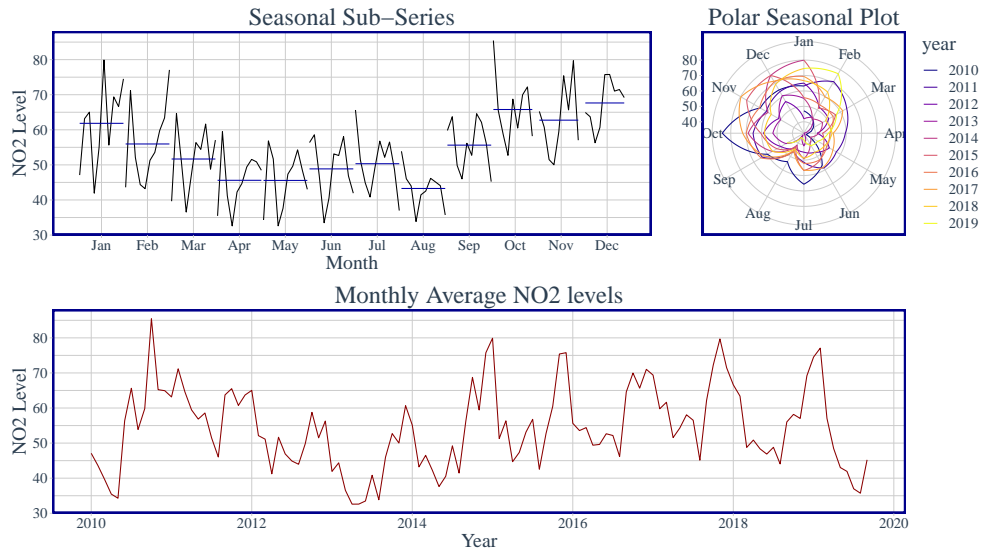 Seasonal Sub−Series
NO2 Level
80
70
60
50
40
30
Jan Feb Mar Apr May Jun Jul Aug Sep Oct Nov Dec
Month
Polar Seasonal Plot
80
70
60
50
40
Jan
Feb
Mar
Apr
May
Jun
Jul
Aug
Sep
Oct
Nov
Dec
year
2010
2011
2012
2013
2014
2015
2016
2017
2018
2019
Monthly Average NO2 levels
NO2 Level
80
70
60
50
40
30
2010 2012 2014 2016 2018 2020
Year